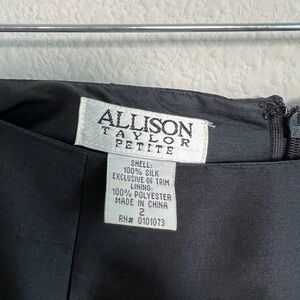 ALLISON
TAYLOR
PETITE
SHELL:
100% SILK
EXCLUSIVE OF TRIM
LINING:
100% POLYESTER
MADE IN CHINA
2
RN# 0101073